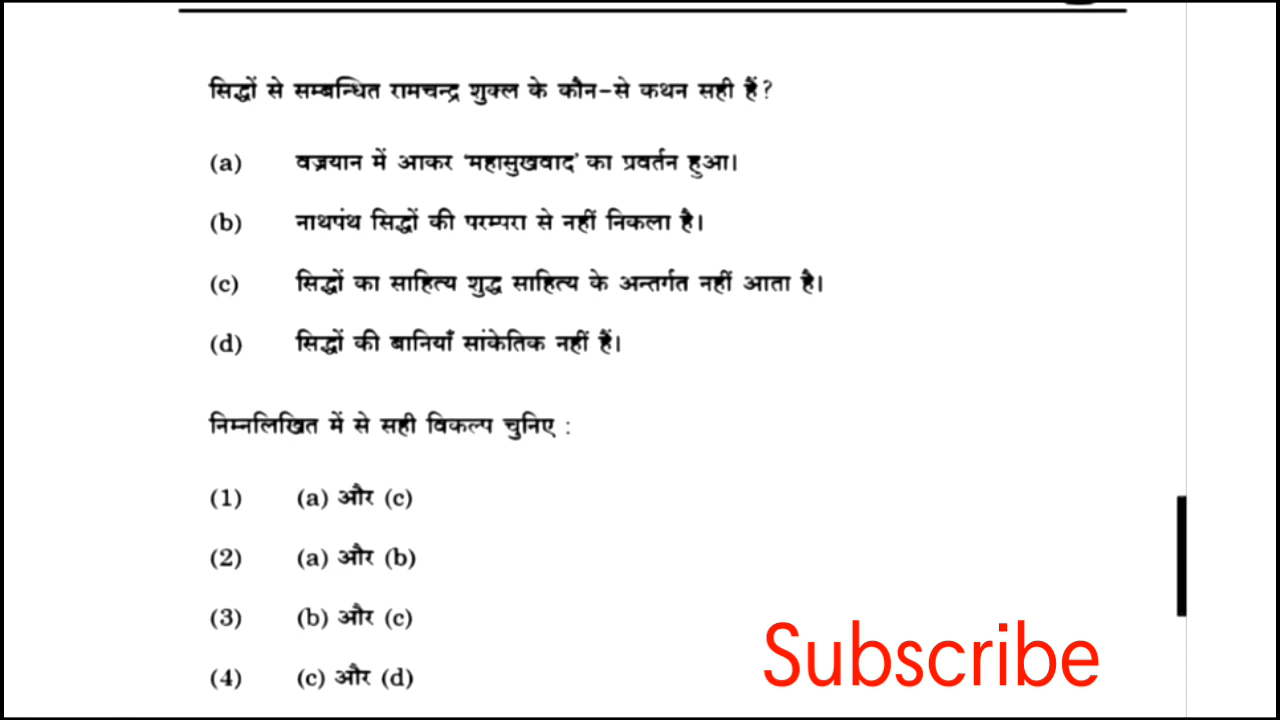 सिद्धों से सम्बन्धित रामचन्द्र शुक्ल के कौन-से कथन सही हैं?
(a) वज्रयान में आकर 'महासुखवाद' का प्रवर्तन हुआ।
(b) नाथपंथ सिद्धों की परम्परा से नहीं निकला है।
(c) सिद्धों का साहित्य शुद्ध साहित्य के अन्तर्गत नहीं आता है।
(d) सिद्धों की बानियाँ सांकेतिक नहीं हैं।
निम्नलिखित में से सही विकल्प चुनिए :
(1) (a) और (c)
(2) (a) और (b)
(3) (b) और (c)
(4) (c) और (d)
Subscribe